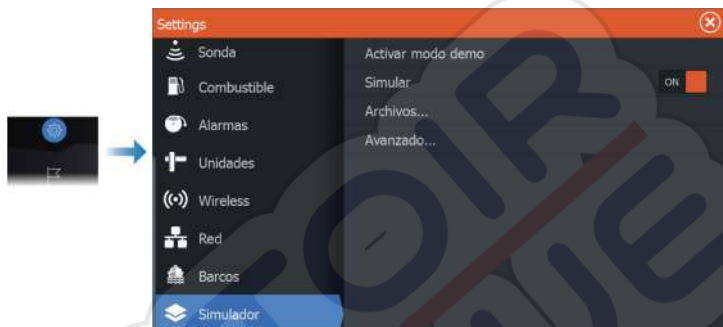 Settings
Sonda
Combustible
Alarmas
Unidades
Wireless
Red
Barcos
Simulador
Activar modo demo
Simular ON
Archivos...
Avanzado...